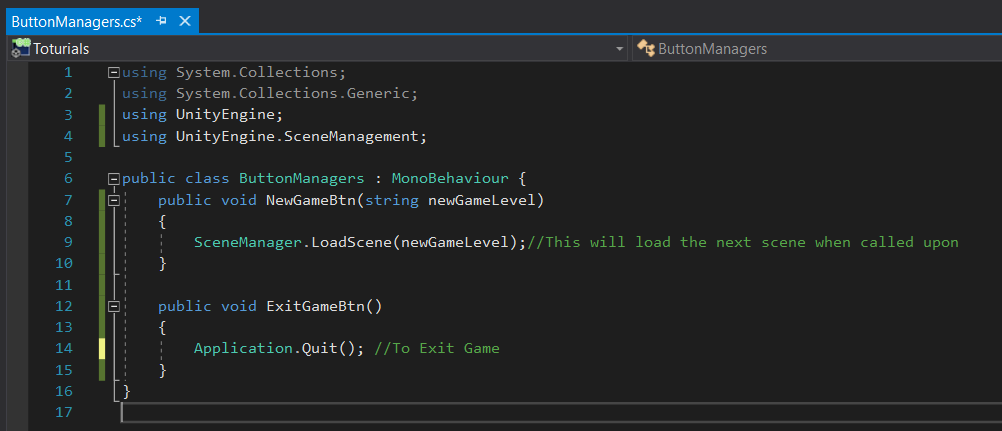 ButtonManagers.cs*
Toturials ButtonManagers
1 using System.Collections;
2 using System.Collections.Generic;
3 using UnityEngine;
4 using UnityEngine.SceneManagement;
5
6 public class ButtonManagers : MonoBehaviour {
7 public void NewGameBtn(string newGameLevel)
8 {
9 SceneManager.LoadScene(newGameLevel);//This will load the next scene when called upon
10 }
11
12 public void ExitGameBtn()
13 {
14 Application.Quit(); //To Exit Game
15 }
16 }
17